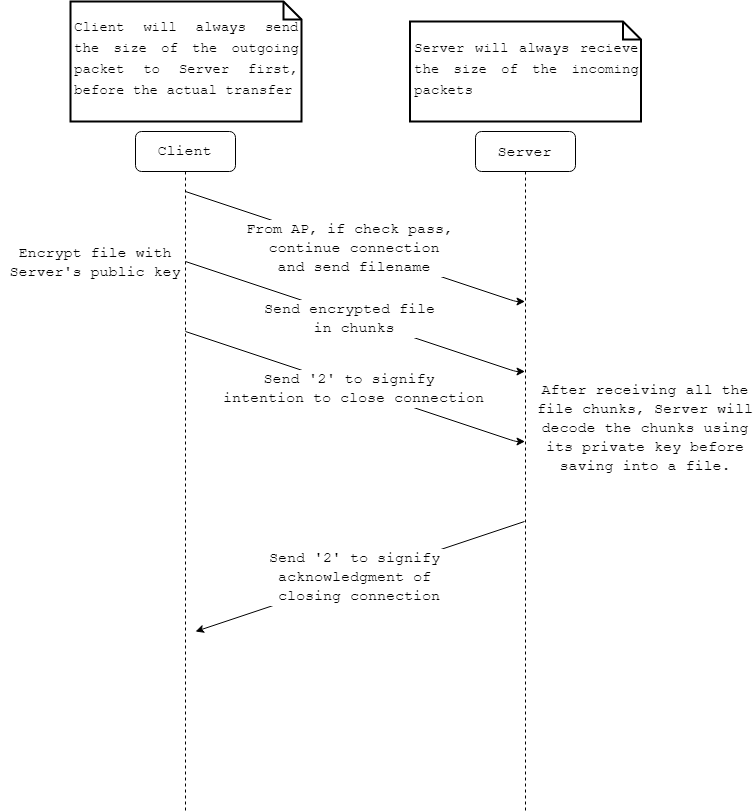 Client will always send
the size of the outgoing
packet to Server first,
before the actual transfer
Server will always recieve
the size of the incoming
packets
Client
Server
From AP, if check pass,
continue connection
and send filename
Encrypt file with
Server's public key
Send encrypted file
in chunks
Send '2' to signify
intention to close connection
After receiving all the
file chunks, Server will
decode the chunks using
its private key before
saving into a file.
Send '2' to signify
acknowledgment of
closing connection